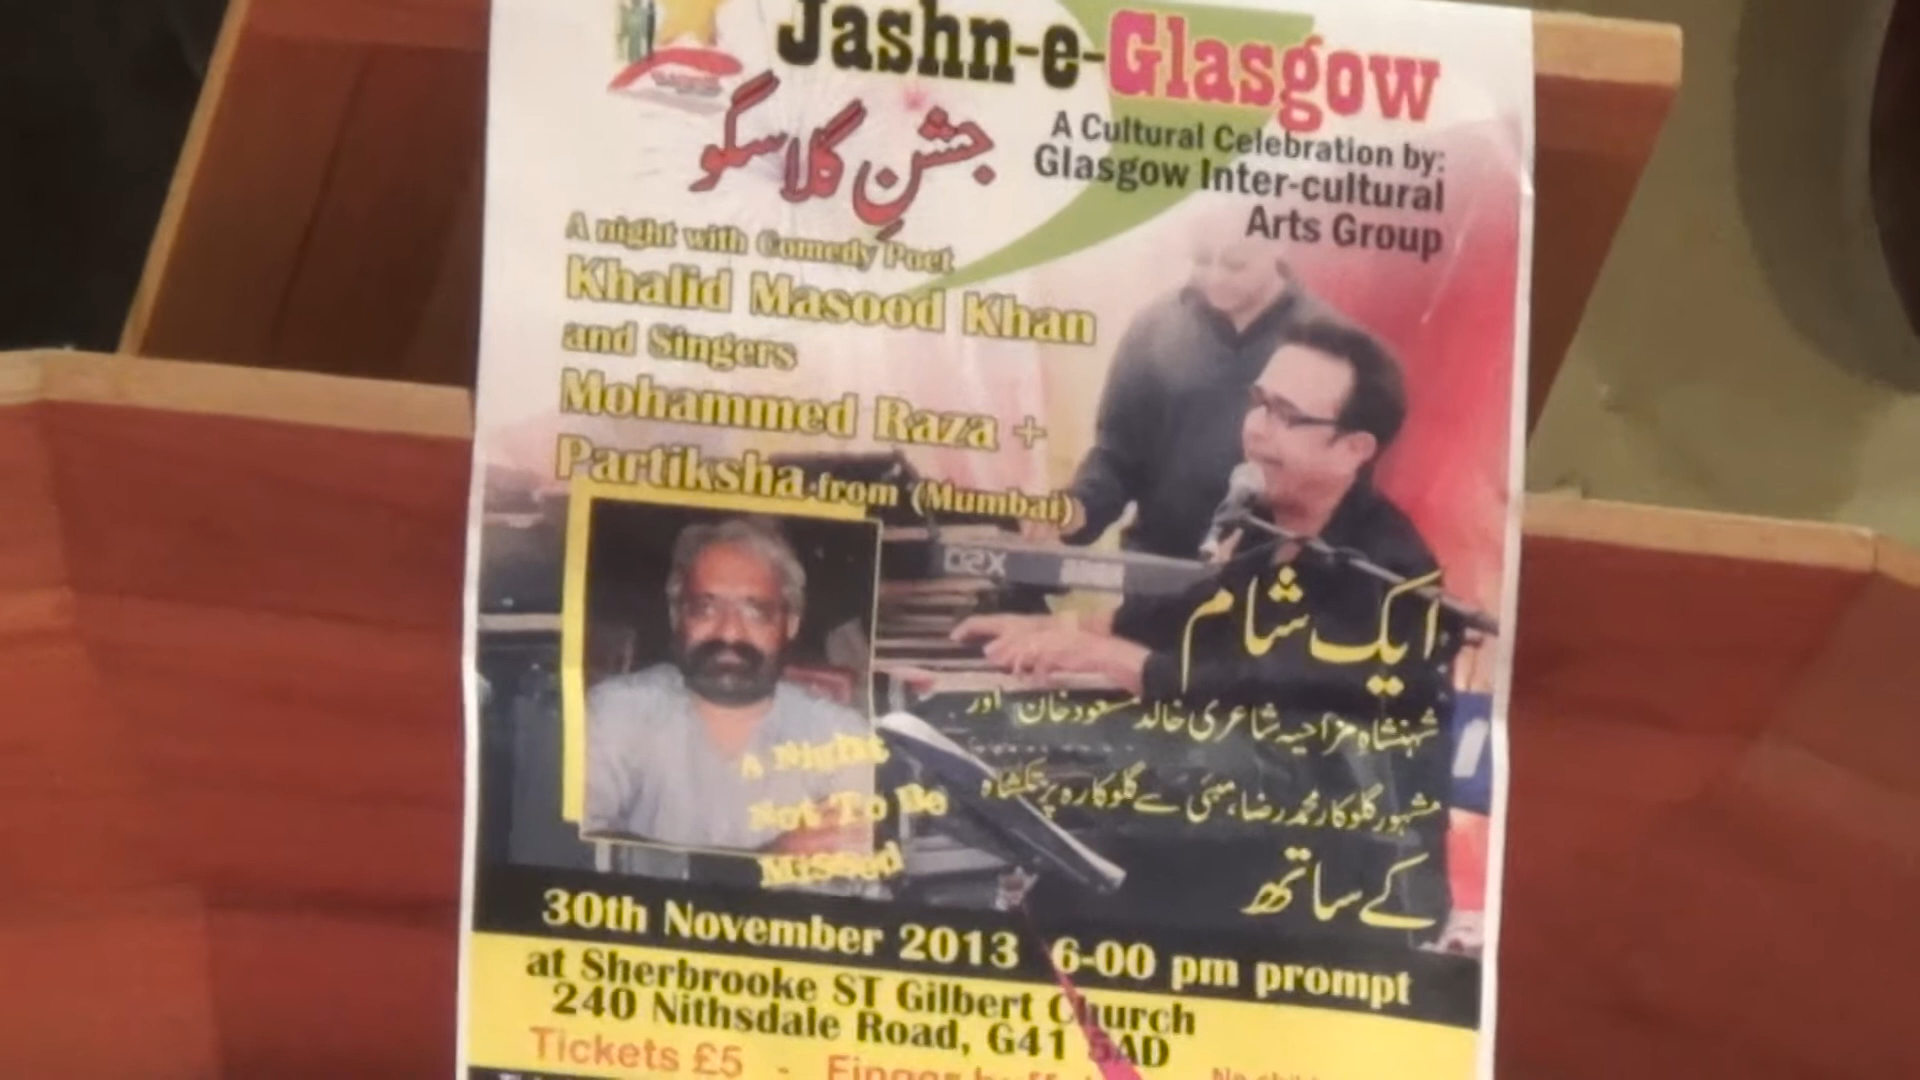 Jashn-e-Glasgow
جشنِ گلاسگو
A Cultural Celebration by:
Glasgow Inter-cultural
Arts Group
A night with Comedy Poet
Khalid Masood Khan
and Singers
Mohammed Raza +
Partiksha from (Mumbai)
ایک شام
شہنشاہِ مزاحیہ شاعری خالد مسعود خان اور
مشہور گلوکار محمد رضا، ممبئی سے گلوکارہ پرتکشاہ
کے ساتھ
A Night
Not To Be
Missed
30th November 2013 6-00 pm prompt
at Sherbrooke ST Gilbert Church
240 Nithsdale Road, G41 5AD
Tickets £5 - Finger